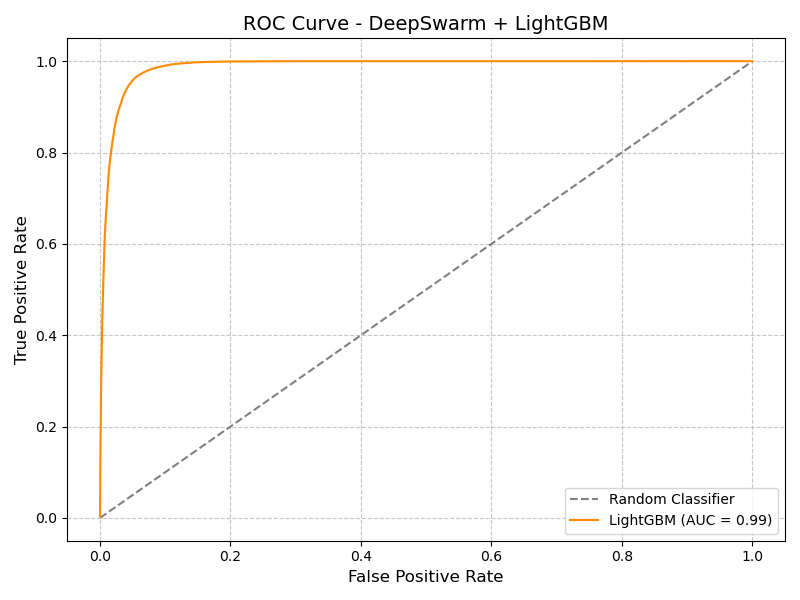 ROC Curve - DeepSwarm + LightGBM
True Positive Rate
1.0
0.8
0.6
0.4
0.2
0.0
0.0 0.2 0.4 0.6 0.8 1.0
False Positive Rate
Random Classifier
LightGBM (AUC = 0.99)